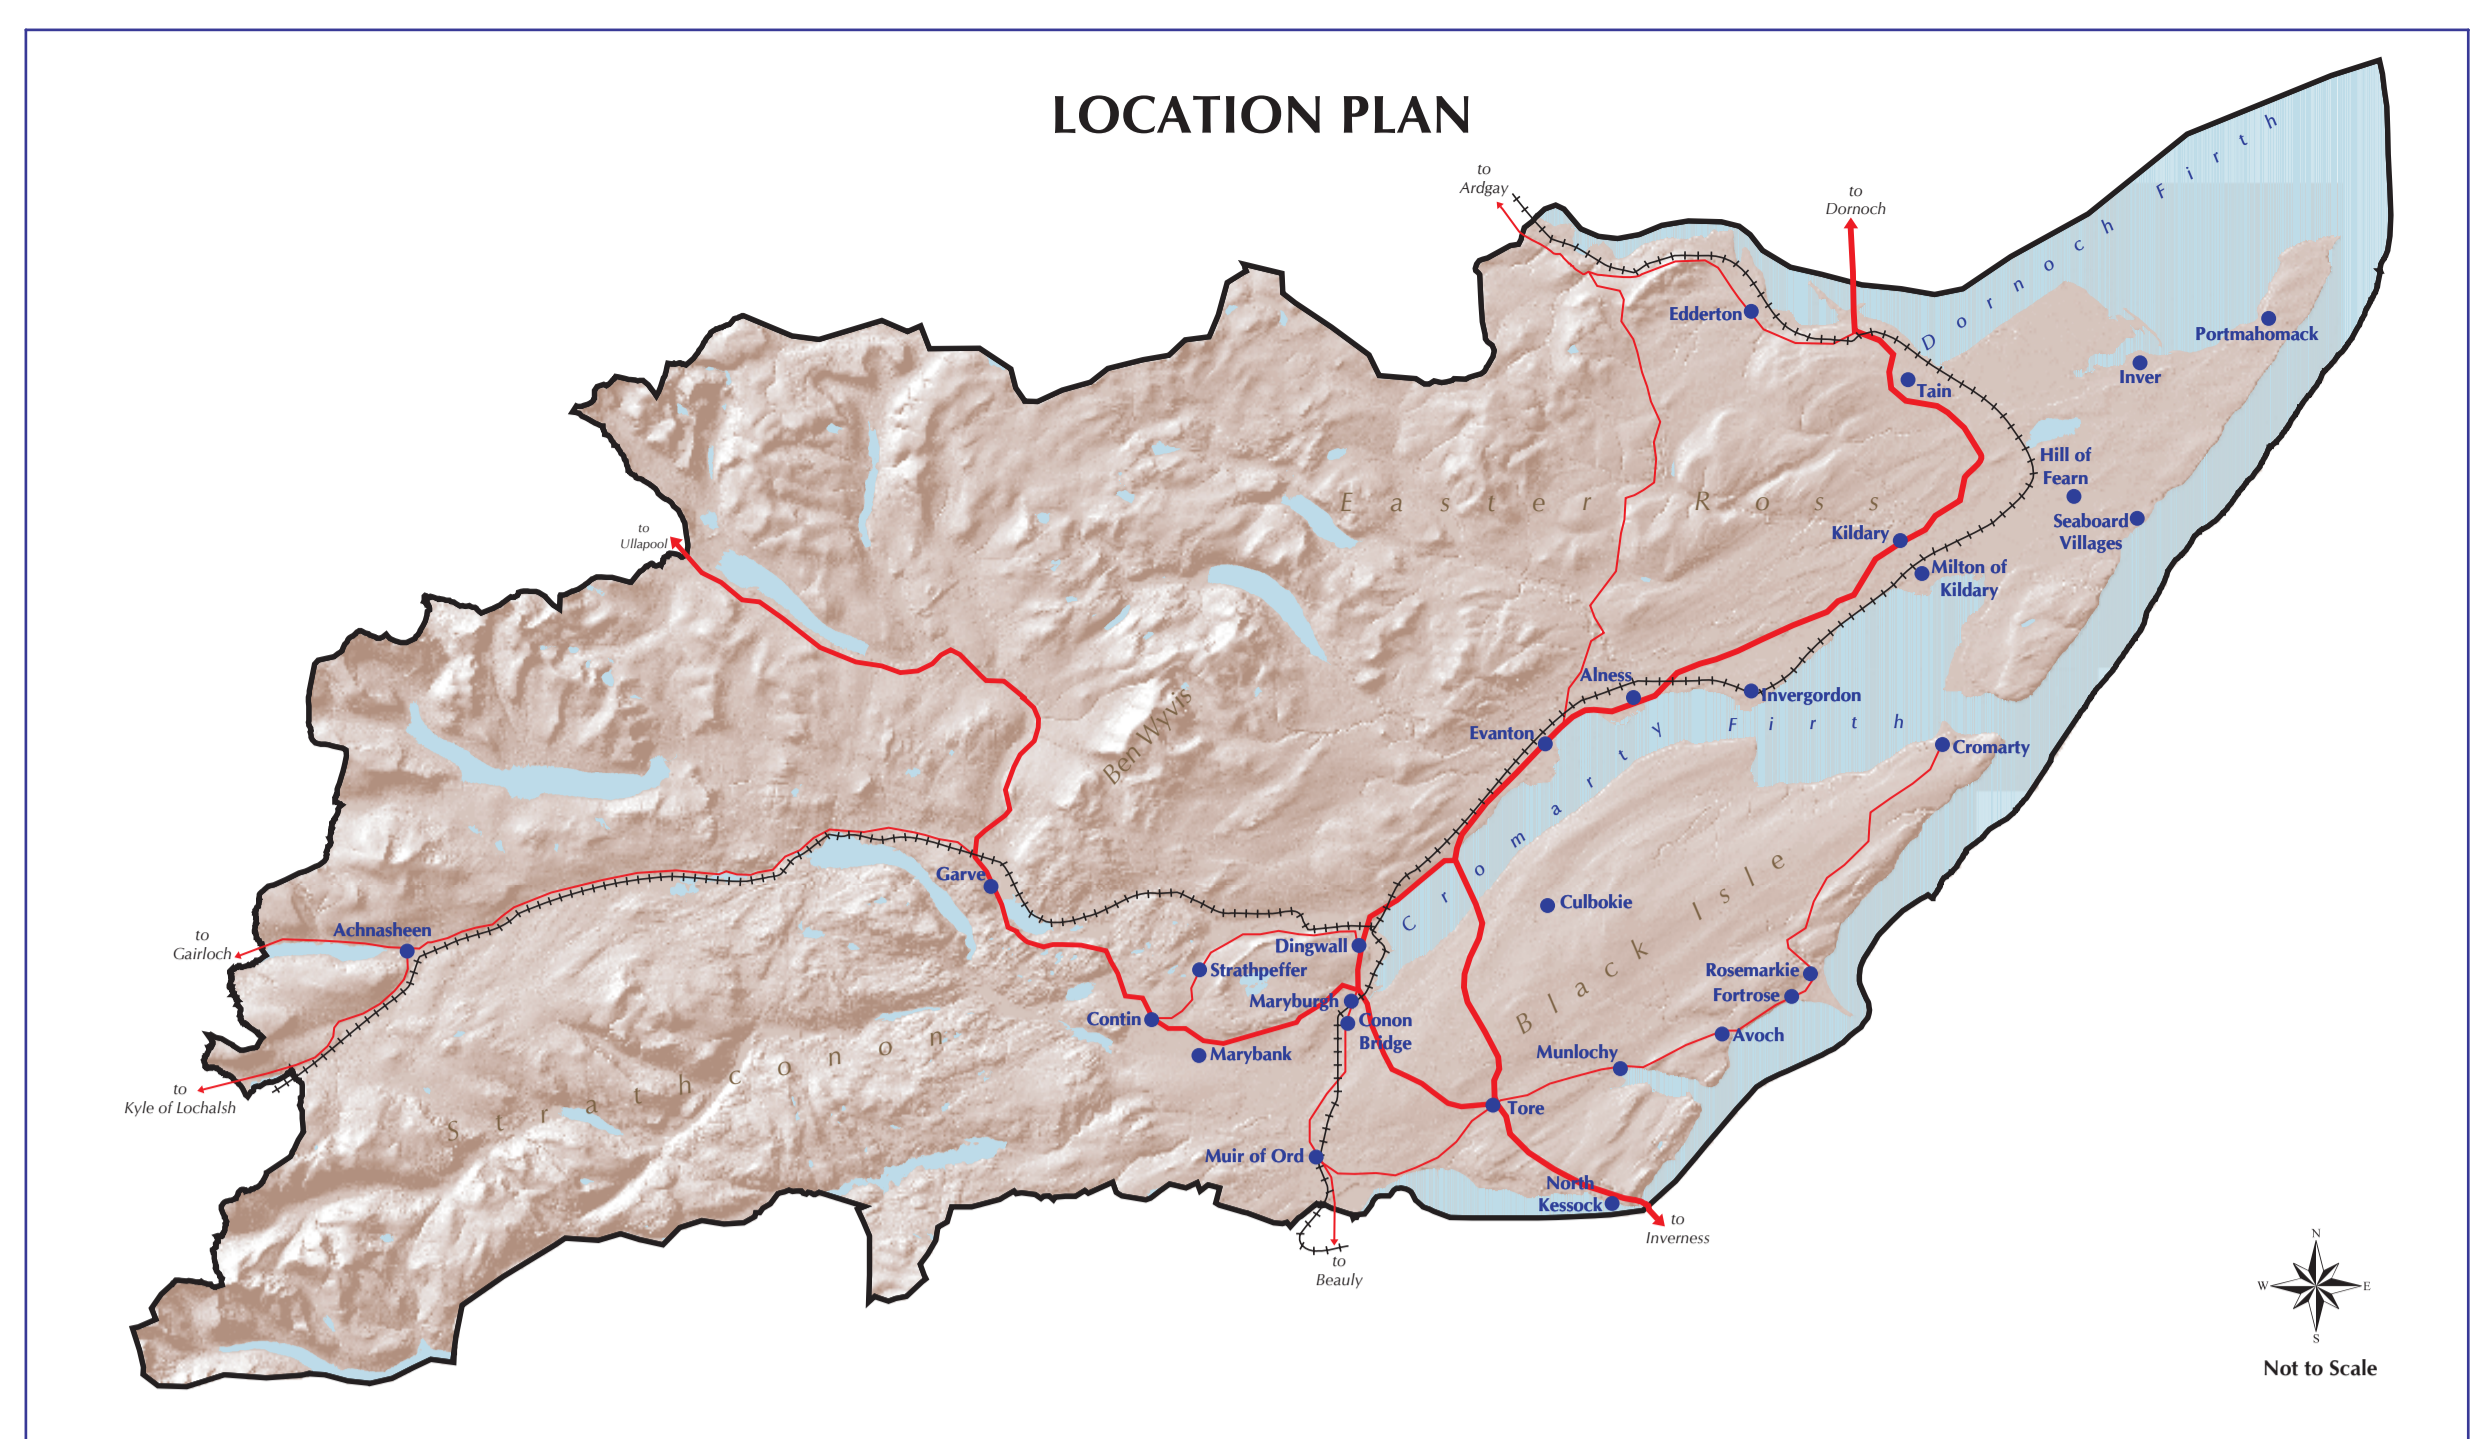 LOCATION PLAN
to
Ardgay
to
Dornoch
Dornoch Firth
Edderton
Portmahomack
Inver
Tain
Hill of
Fearn
Easter Ross
Seaboard
Villages
to
Ullapool
Kildary
Milton of
Kildary
Alness
Invergordon
Ben Wyvis
Evanton
Cromarty Firth
Cromarty
Garve
Culbokie
Black Isle
Achnasheen
to
Gairloch
Dingwall
Strathpeffer
Rosemarkie
Fortrose
Maryburgh
Contin
Conon
Bridge
Avoch
Marybank
Munlochy
Strathconon
to
Kyle of Lochalsh
Tore
Muir of Ord
North
Kessock
to
Inverness
to
Beauly
N
W
E
S
Not to Scale